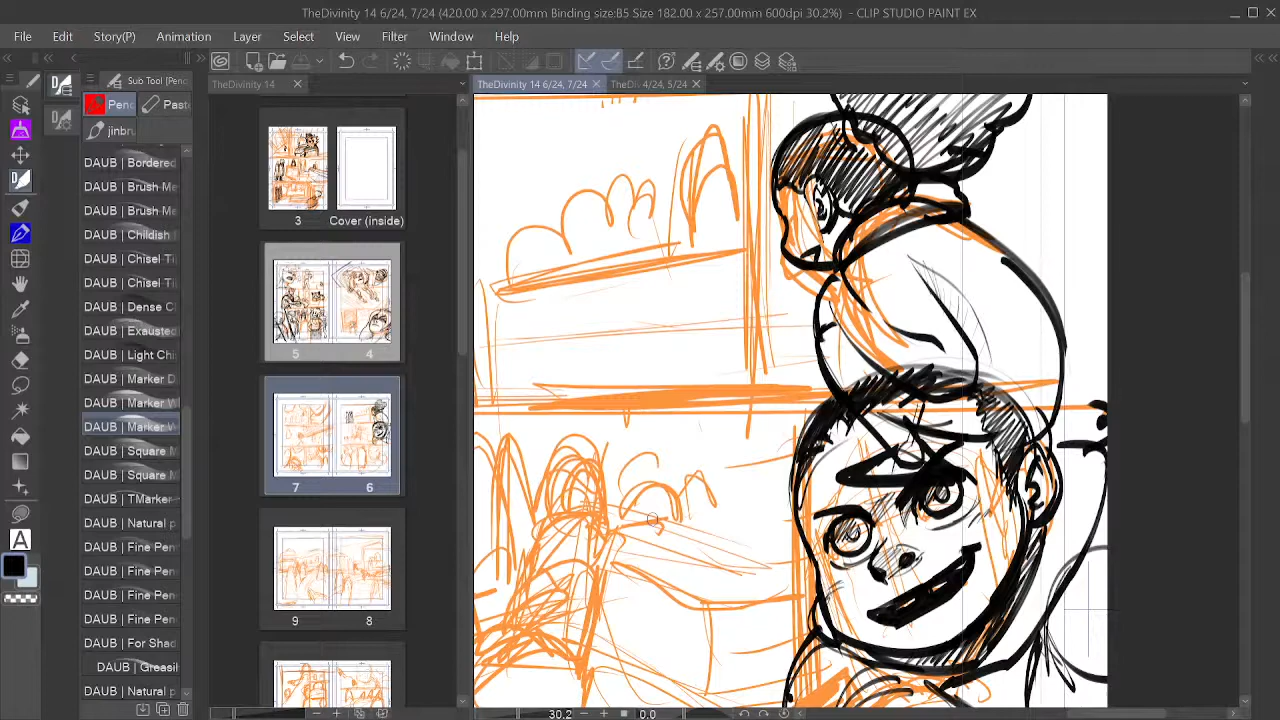 TheDivinity 14 6/24, 7/24 (420.00 x 297.00mm Binding size:B5 Size 182.00 x 257.00mm 600dpi 30.2%) - CLIP STUDIO PAINT EX
File Edit Story(P) Animation Layer Select View Filter Window Help
Sub Tool [Penc
TheDivinity 14
TheDivinity 14 6/24, 7/24
TheDivi 4/24, 5/24
Penc
Paste
jinbru
DAUB | Bordered
DAUB | Brush Me
DAUB | Brush Me
DAUB | Childish
DAUB | Chisel Ti
DAUB | Chisel Ti
DAUB | Dense C
DAUB | Exausted
DAUB | Light Chi
DAUB | Marker D
DAUB | Marker W
DAUB | Marker W
DAUB | Square M
DAUB | Square M
DAUB | TMarker
DAUB | Natural p
DAUB | Fine Pen
DAUB | Fine Pen
DAUB | Fine Pen
DAUB | Fine Pen
DAUB | For Shad
DAUB ] Greasil
DAUB | Natural p
3 Cover (inside)
5 4
7 6
9 8
A
30.2 0.0